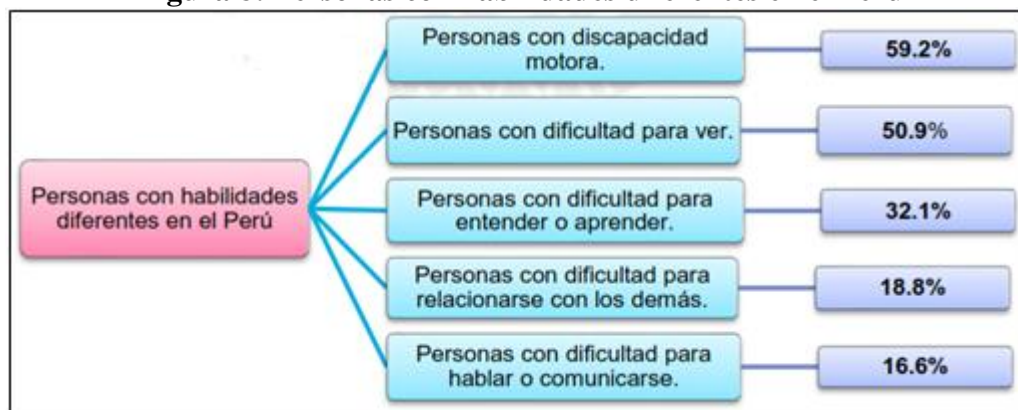 Personas con habilidades
diferentes en el Perú
Personas con discapacidad
motora.
59.2%
Personas con dificultad para ver.
50.9%
Personas con dificultad para
entender o aprender.
32.1%
Personas con dificultad para
relacionarse con los demás.
18.8%
Personas con dificultad para
hablar o comunicarse.
16.6%